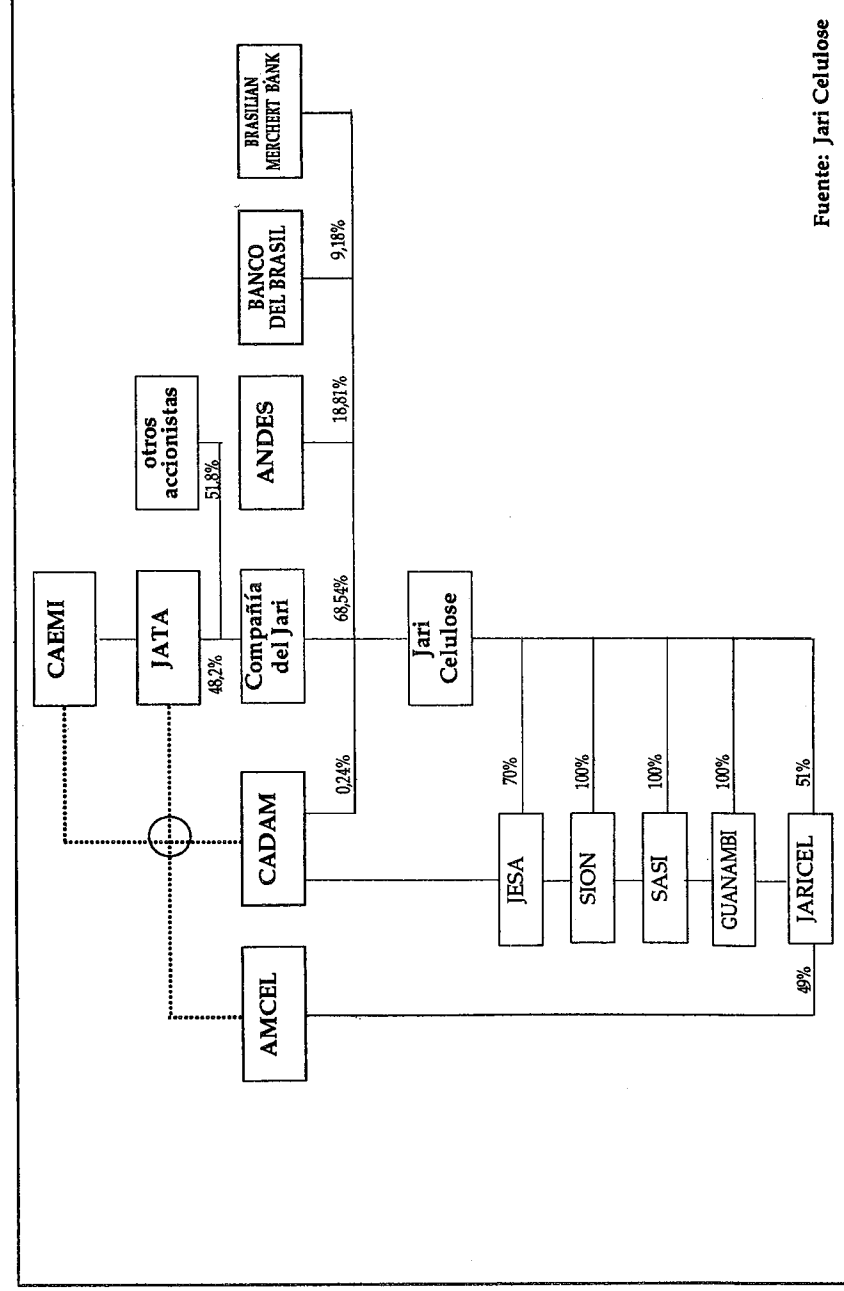 CAEMI
JATA
otros
accionistas
48,2%
51,8%
AMCEL
CADAM
Compañía
del Jari
ANDES
BANCO
DEL BRASIL
BRASILIAN
MERCHERT BANK
0,24%
68,54%
18,81%
9,18%
Jari
Celulose
JESA
70%
SION
100%
SASI
100%
GUANAMBI
100%
49%
JARICEL
51%
Fuente: Jari Celulose